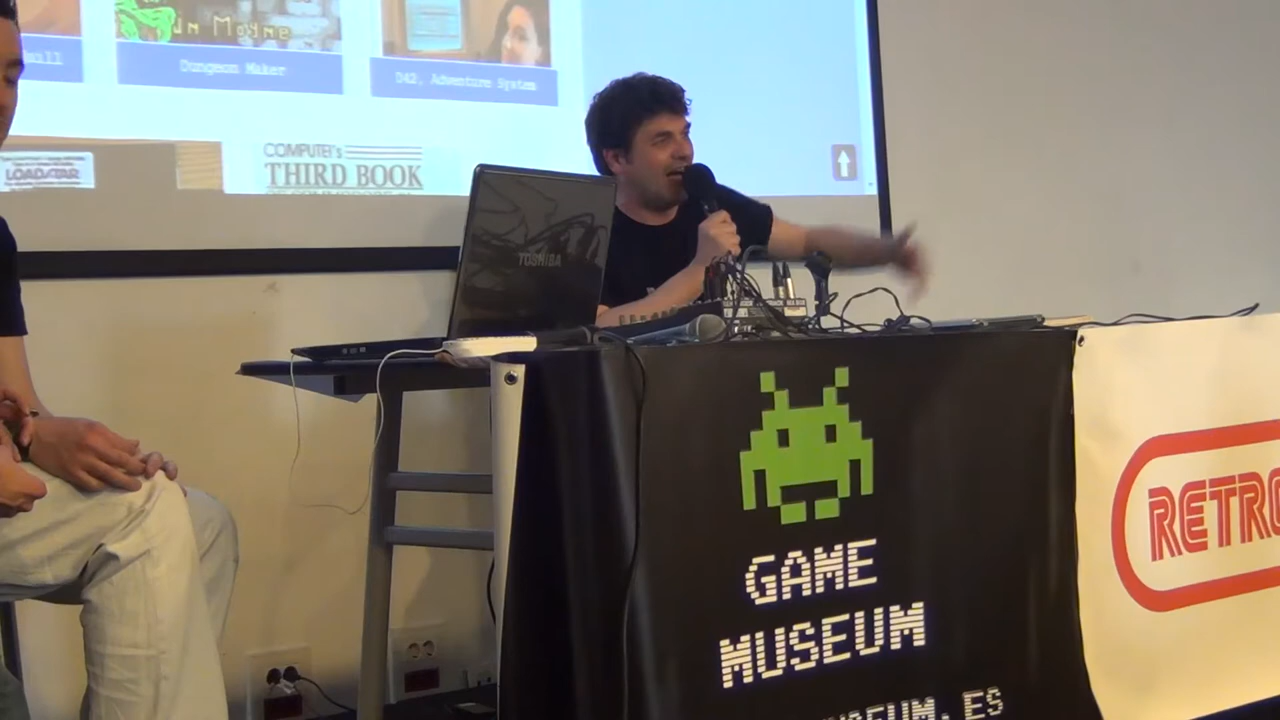 Dungeon Maker
D42, Adventure System
LOADSTAR
COMPUTE!'s
THIRD BOOK
TOSHIBA
GAME
MUSEUM
RETRO